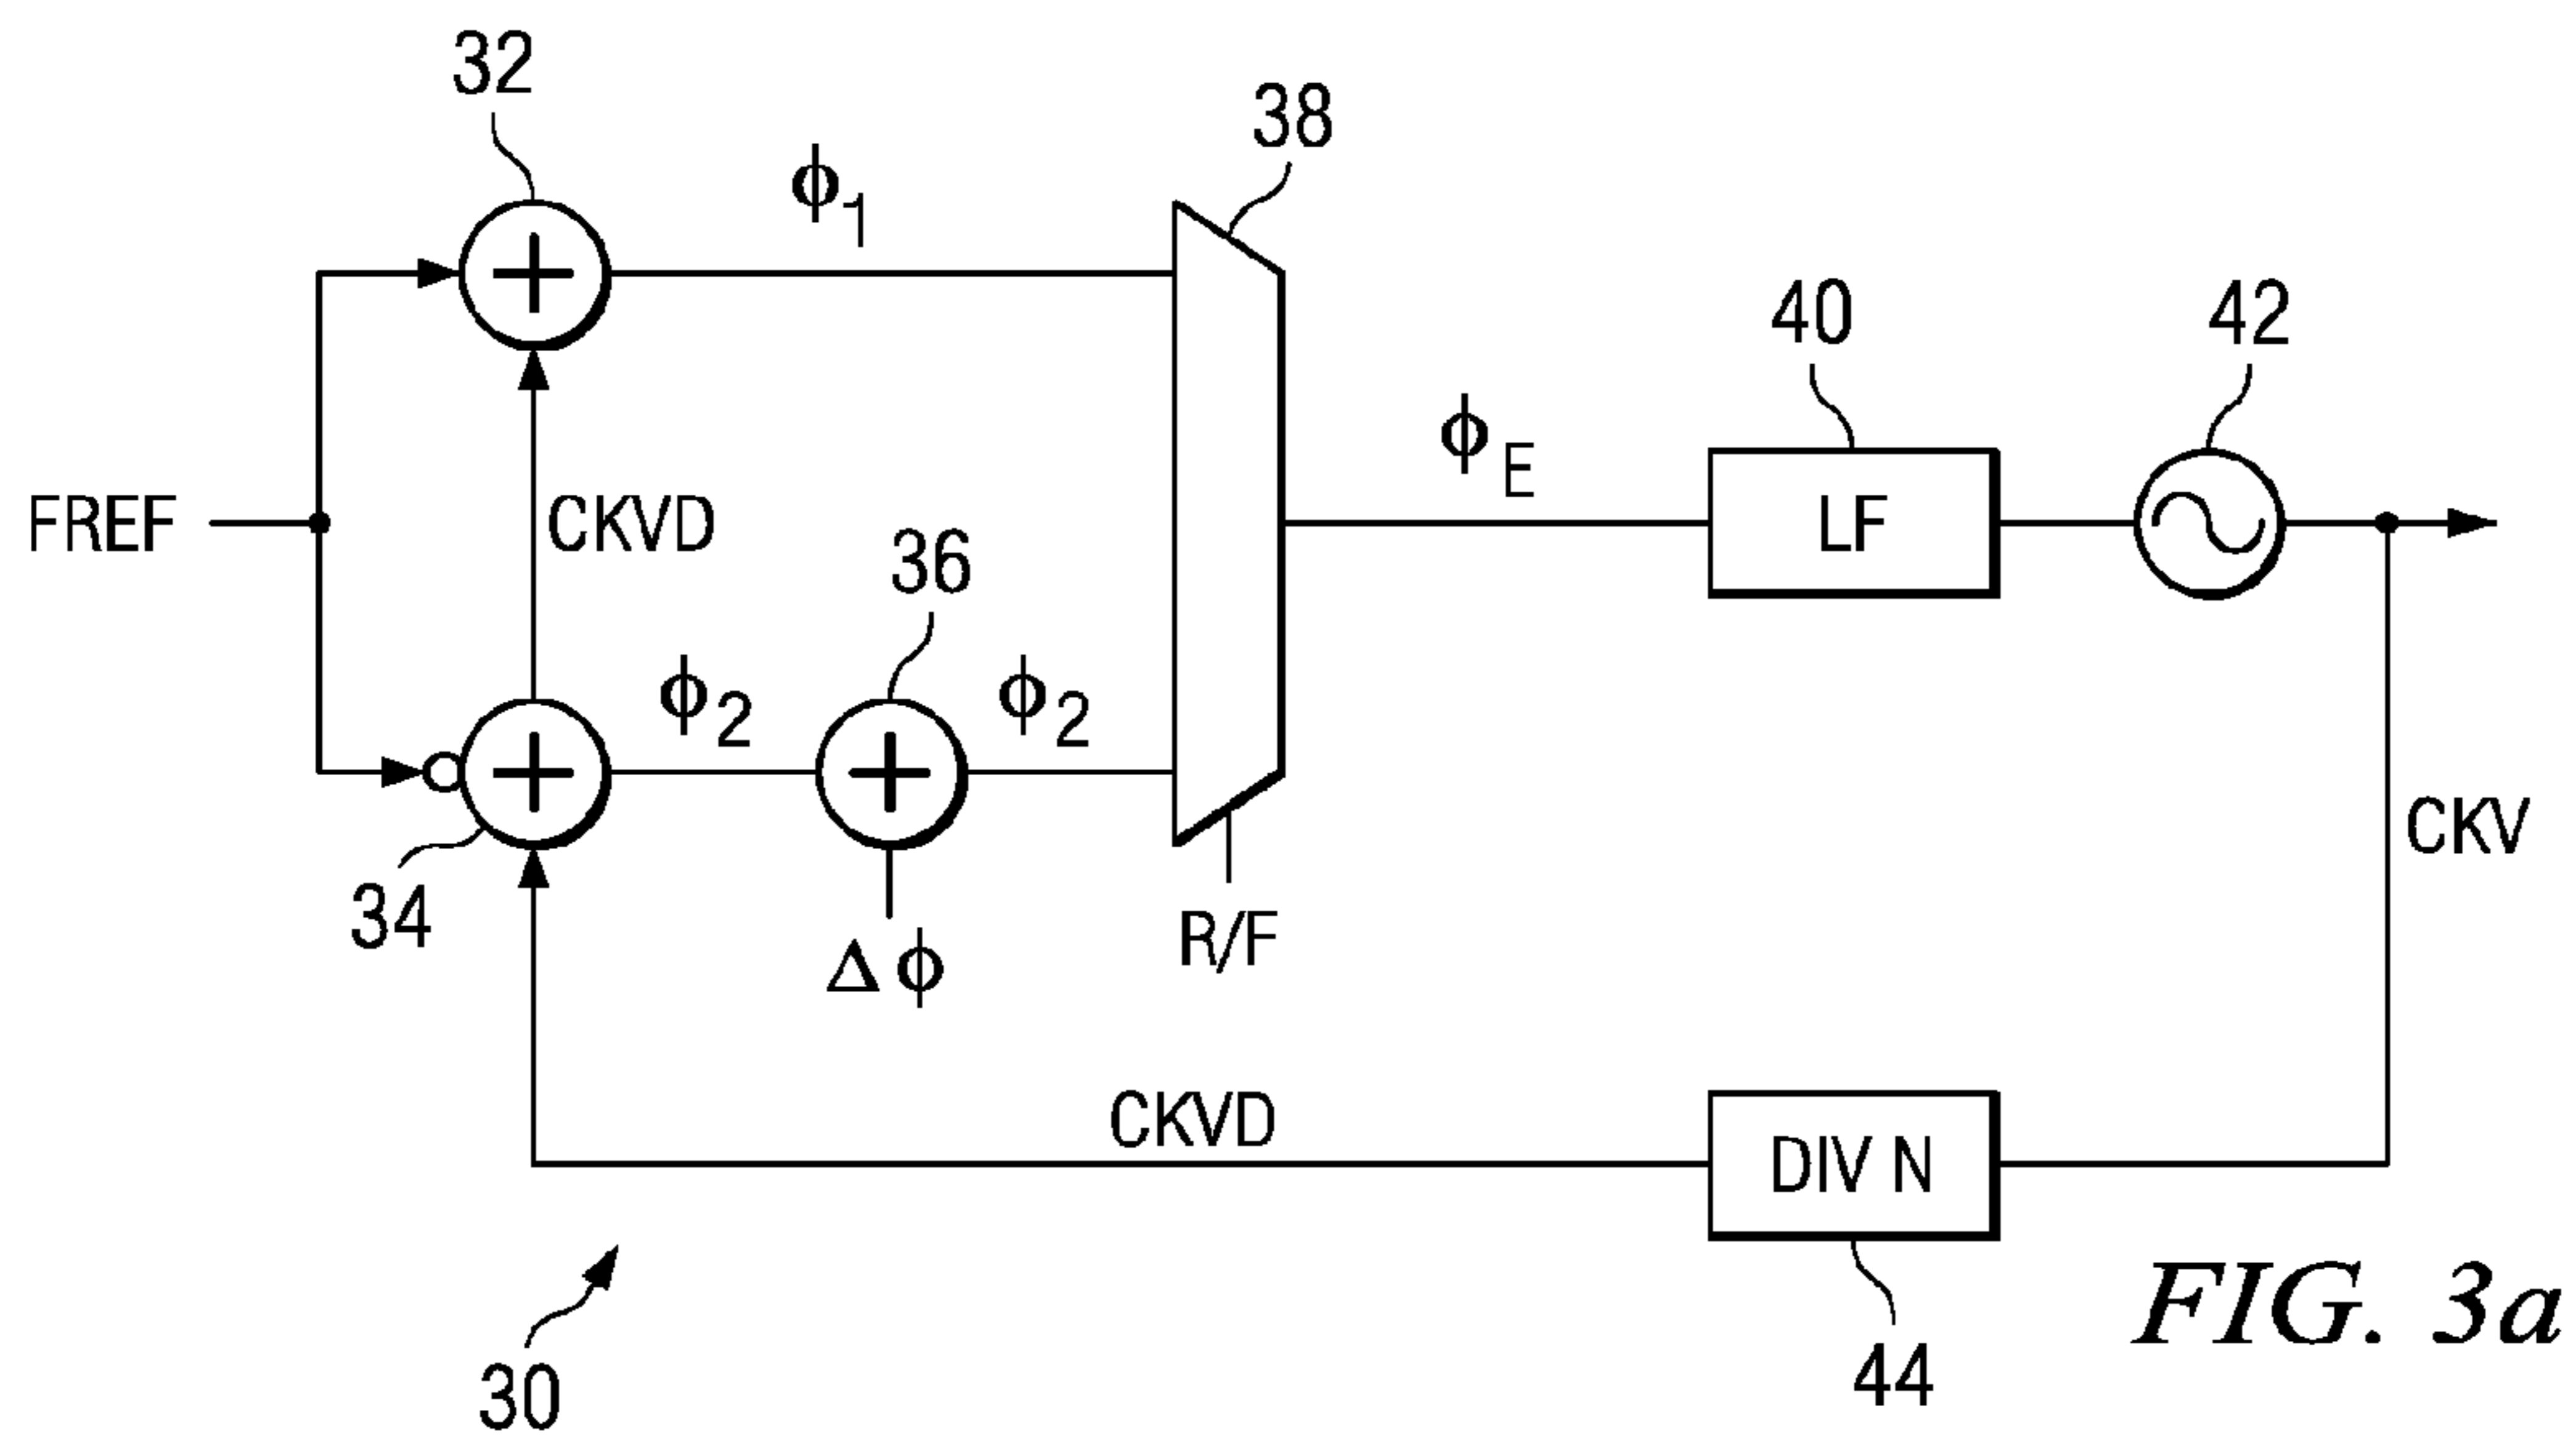 32
ϕ1
38
FREF
CKVD
36
ϕE
40
LF
42
ϕ2
ϕ2
34
Δϕ
R/F
CKV
CKVD
DIV N
44
30
FIG. 3a